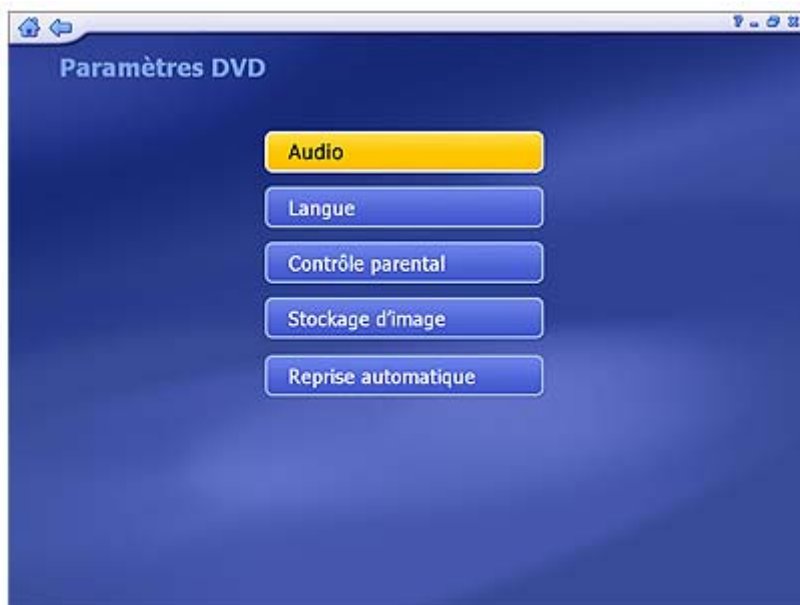 Paramètres DVD
Audio
Langue
Contrôle parental
Stockage d'image
Reprise automatique